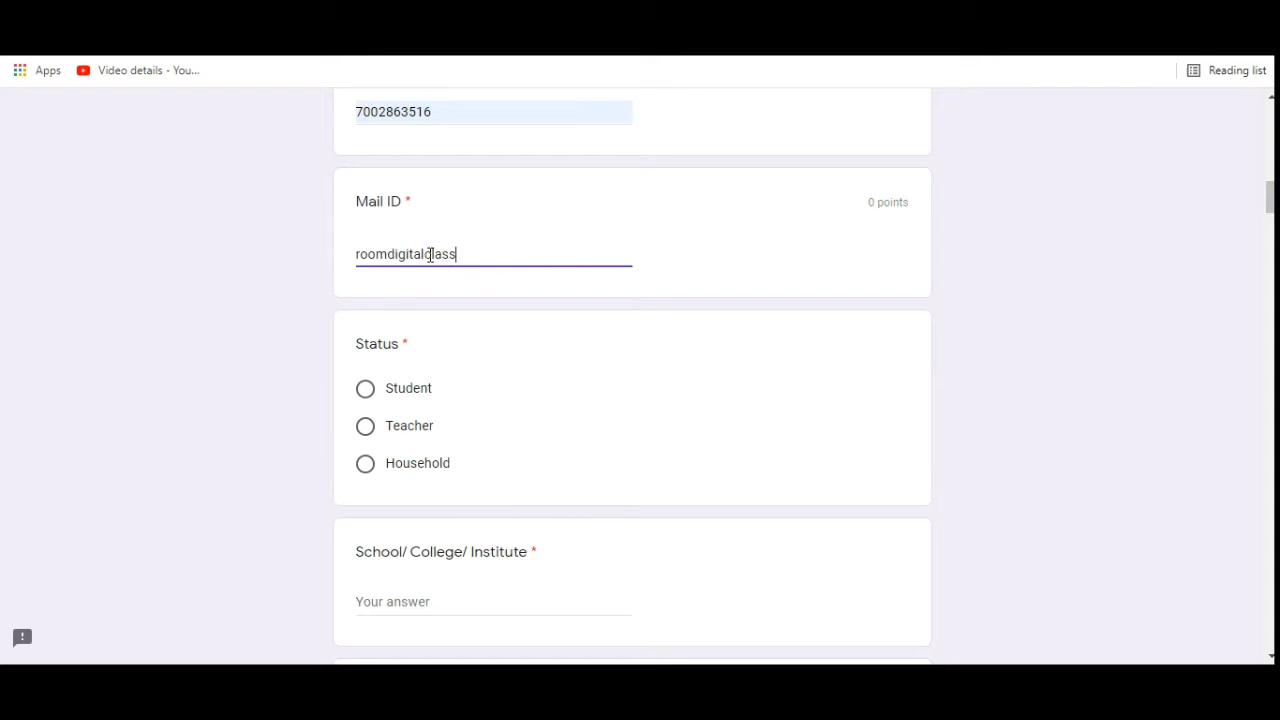 Apps Video details - You... Reading list
7002863516
Mail ID * 0 points
roomdigitalclass
Status *
Student
Teacher
Household
School/ College/ Institute *
Your answer